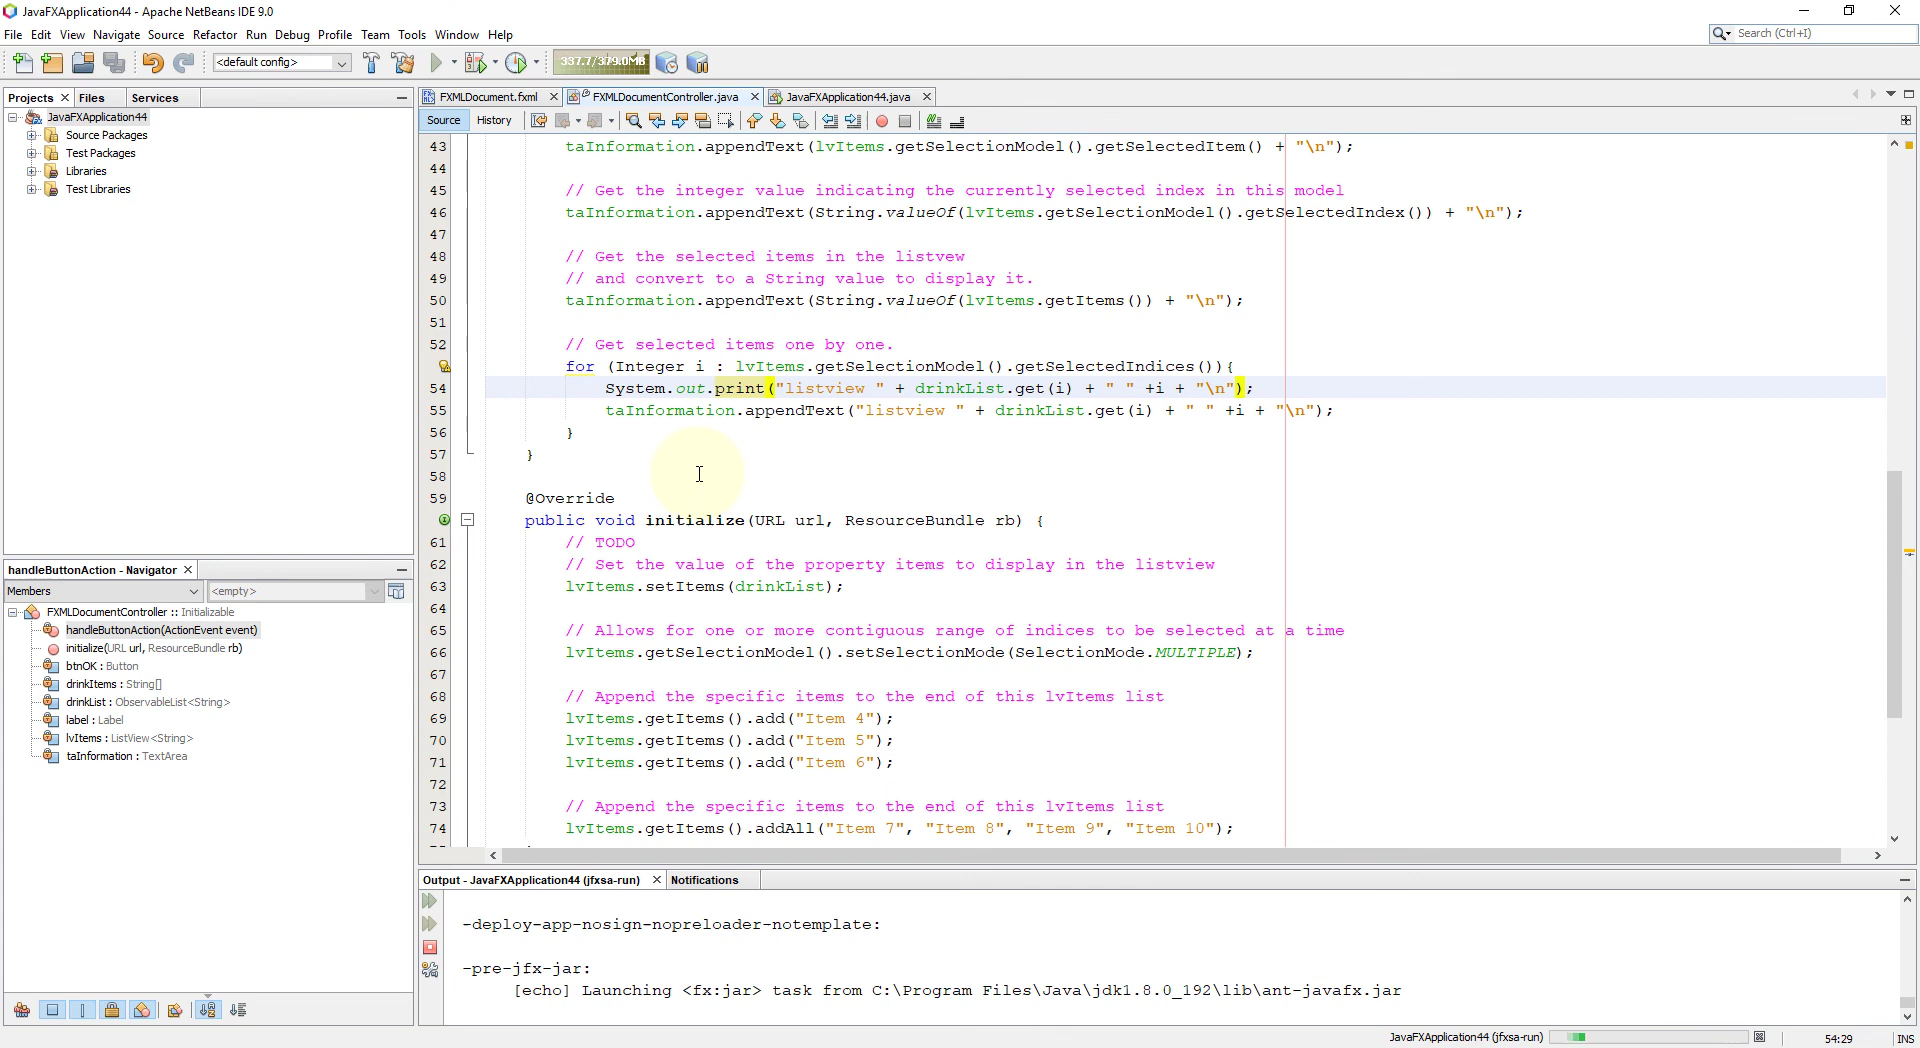 JavaFXApplication44 - Apache NetBeans IDE 9.0
File Edit View Navigate Source Refactor Run Debug Profile Team Tools Window Help
Search (Ctrl+I)
<default config>
337.7/379.0MB
Projects Files Services
FXMLDocument.fxml FXMLDocumentController.java JavaFXApplication44.java
Source History
JavaFXApplication44
Source Packages
Test Packages
Libraries
Test Libraries
43 taInformation.appendText(lvItems.getSelectionModel().getSelectedItem() + "\n");
44
45 // Get the integer value indicating the currently selected index in this model
46 taInformation.appendText(String.valueOf(lvItems.getSelectionModel().getSelectedIndex()) + "\n");
47
48 // Get the selected items in the listvew
49 // and convert to a String value to display it.
50 taInformation.appendText(String.valueOf(lvItems.getItems()) + "\n");
51
52 // Get selected items one by one.
for (Integer i : lvItems.getSelectionModel().getSelectedIndices()){
54 System.out.print("listview " + drinkList.get(i) + " " +i + "\n");
55 taInformation.appendText("listview " + drinkList.get(i) + " " +i + "\n");
56 }
57 }
58
59 @Override
public void initialize(URL url, ResourceBundle rb) {
61 // TODO
62 // Set the value of the property items to display in the listview
63 lvItems.setItems(drinkList);
64
65 // Allows for one or more contiguous range of indices to be selected at a time
66 lvItems.getSelectionModel().setSelectionMode(SelectionMode.MULTIPLE);
67
68 // Append the specific items to the end of this lvItems list
69 lvItems.getItems().add("Item 4");
70 lvItems.getItems().add("Item 5");
71 lvItems.getItems().add("Item 6");
72
73 // Append the specific items to the end of this lvItems list
74 lvItems.getItems().addAll("Item 7", "Item 8", "Item 9", "Item 10");
handleButtonAction - Navigator
Members <empty>
FXMLDocumentController :: Initializable
handleButtonAction(ActionEvent event)
initialize(URL url, ResourceBundle rb)
btnOK : Button
drinkItems : String[]
drinkList : ObservableList<String>
label : Label
lvItems : ListView<String>
taInformation : TextArea
Output - JavaFXApplication44 (jfxsa-run) Notifications
-deploy-app-nosign-nopreloader-notemplate:
-pre-jfx-jar:
[echo] Launching <fx:jar> task from C:\Program Files\Java\jdk1.8.0_192\lib\ant-javafx.jar
JavaFXApplication44 (jfxsa-run) 54:29 INS